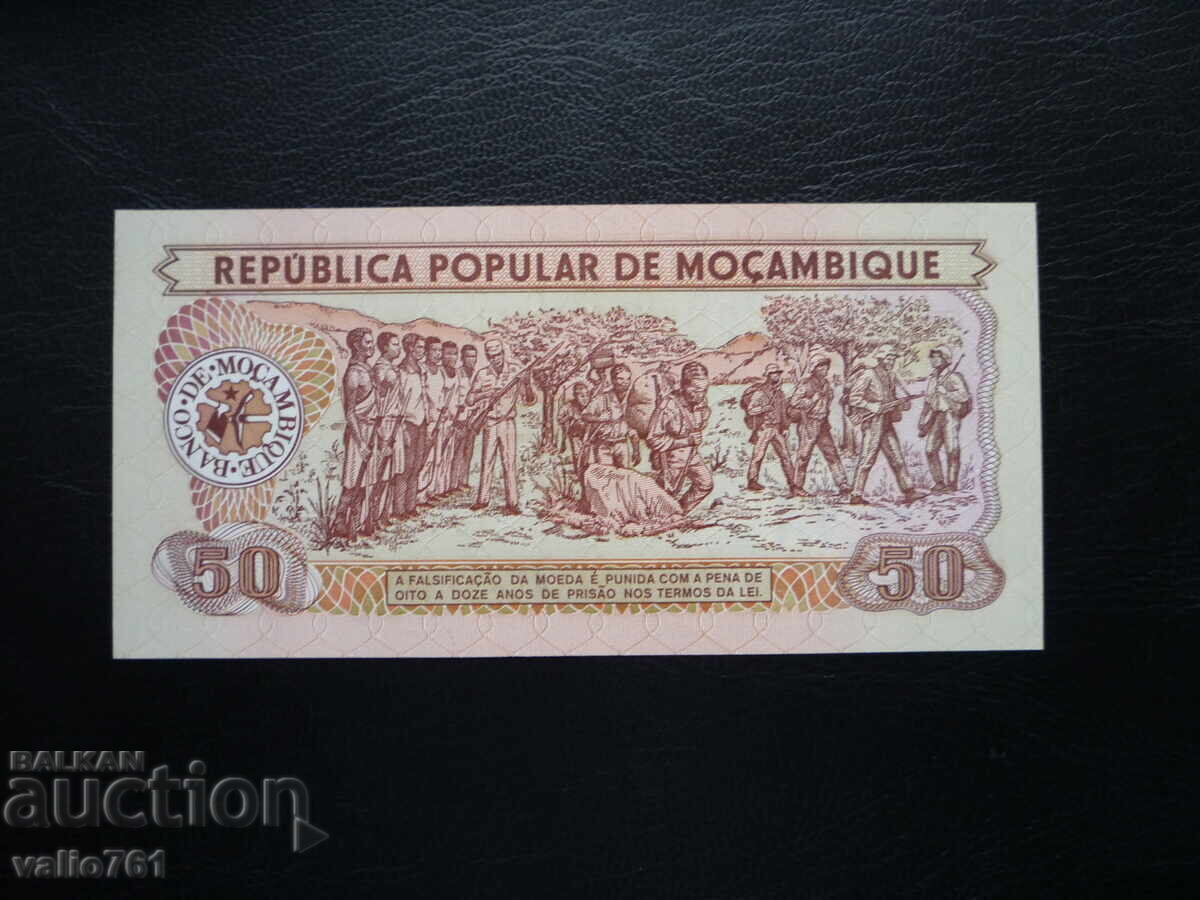 REPÚBLICA POPULAR DE MOÇAMBIQUE
BANCO·DE·MOÇAMBIQUE·
50
A FALSIFICAÇÃO DA MOEDA É PUNIDA COM A PENA DE
OITO A DOZE ANOS DE PRISÃO NOS TERMOS DA LEI.
50
BALKAN
auction
valio761